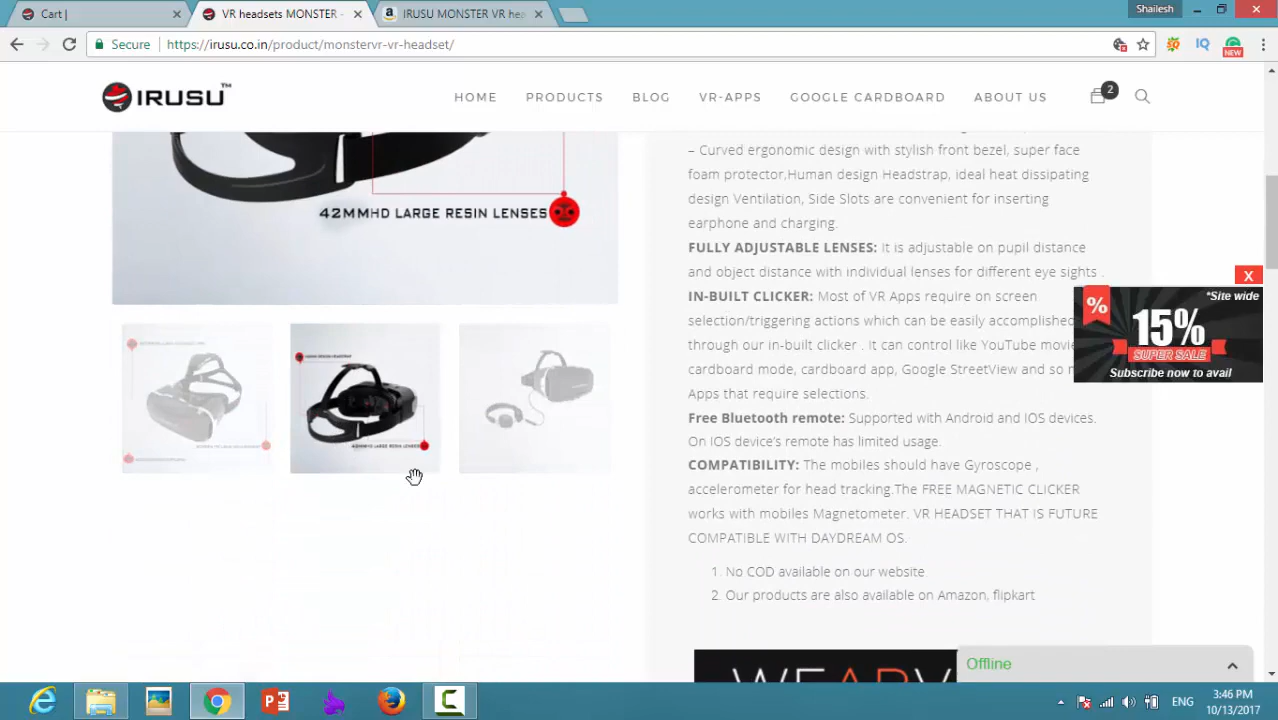 Cart |
VR headsets MONSTER -
IRUSU MONSTER VR hea
Shailesh
Secure
https://irusu.co.in/product/monstervr-vr-headset/
NEW
IRUSU™
HOME
PRODUCTS
BLOG
VR-APPS
GOOGLE CARDBOARD
ABOUT US
2
– Curved ergonomic design with stylish front bezel, super face
foam protector,Human design Headstrap, ideal heat dissipating
design Ventilation, Side Slots are convenient for inserting
earphone and charging.
42MMHD LARGE RESIN LENSES
FULLY ADJUSTABLE LENSES: It is adjustable on pupil distance
and object distance with individual lenses for different eye sights .
IN-BUILT CLICKER: Most of VR Apps require on screen
selection/triggering actions which can be easily accomplished
through our in-built clicker . It can control like YouTube movie
cardboard mode, cardboard app, Google StreetView and so m
Apps that require selections.
Free Bluetooth remote: Supported with Android and IOS devices.
On IOS device's remote has limited usage.
COMPATIBILITY: The mobiles should have Gyroscope ,
accelerometer for head tracking.The FREE MAGNETIC CLICKER
works with mobiles Magnetometer. VR HEADSET THAT IS FUTURE
COMPATIBLE WITH DAYDREAM OS.
1. No COD available on our website.
2. Our products are also available on Amazon, flipkart
X
*Site wide
%
15%
SUPER SALE
Subscribe now to avail
42MMHD LARGE RESIN LENSES
WEARV
Offline
ENG
3:46 PM
10/13/2017